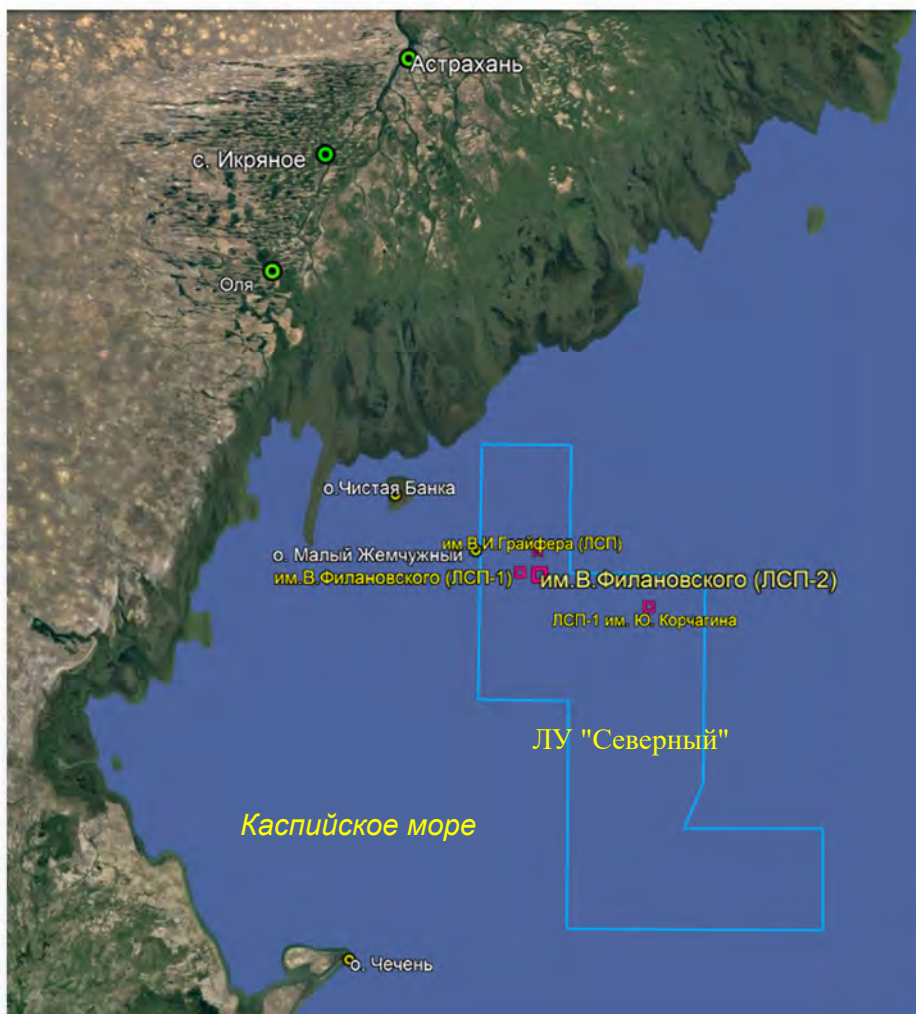 Астрахань
с. Икряное
Оля
о.Чистая Банка
им.В.И.Грайфера (ЛСП)
о. Малый Жемчужный
им.В.Филановского (ЛСП-1)
им.В.Филановского (ЛСП-2)
ЛСП-1 им. Ю. Корчагина
ЛУ "Северный"
Каспийское море
о. Чечень